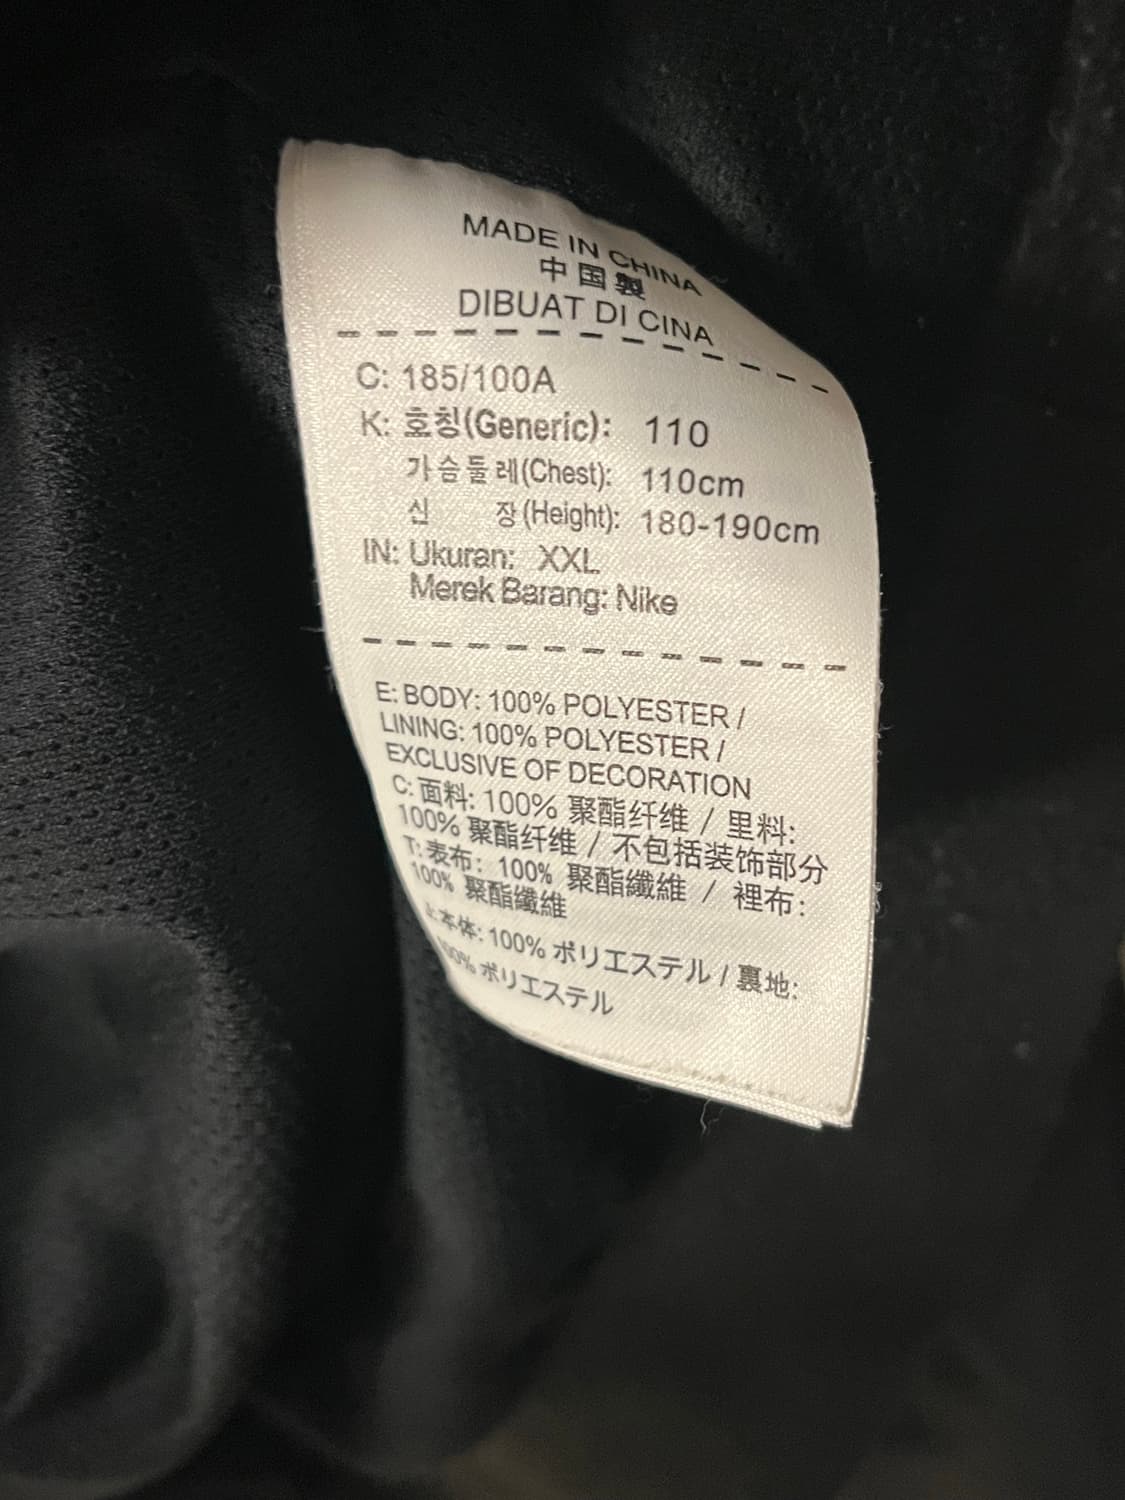 MADE IN CHINA
中国製
DIBUAT DI CINA
C: 185/100A
K: 호칭(Generic): 110
가슴둘레(Chest): 110cm
신 장(Height): 180-190cm
IN: Ukuran: XXL
Merek Barang: Nike
E: BODY: 100% POLYESTER /
LINING: 100% POLYESTER /
EXCLUSIVE OF DECORATION
C: 面料: 100% 聚酯纤维 / 里料:
100% 聚酯纤维 / 不包括装饰部分
T: 表布: 100% 聚酯纖維 / 裡布:
100% 聚酯纖維
本体: 100% ポリエステル / 裏地:
100% ポリエステル